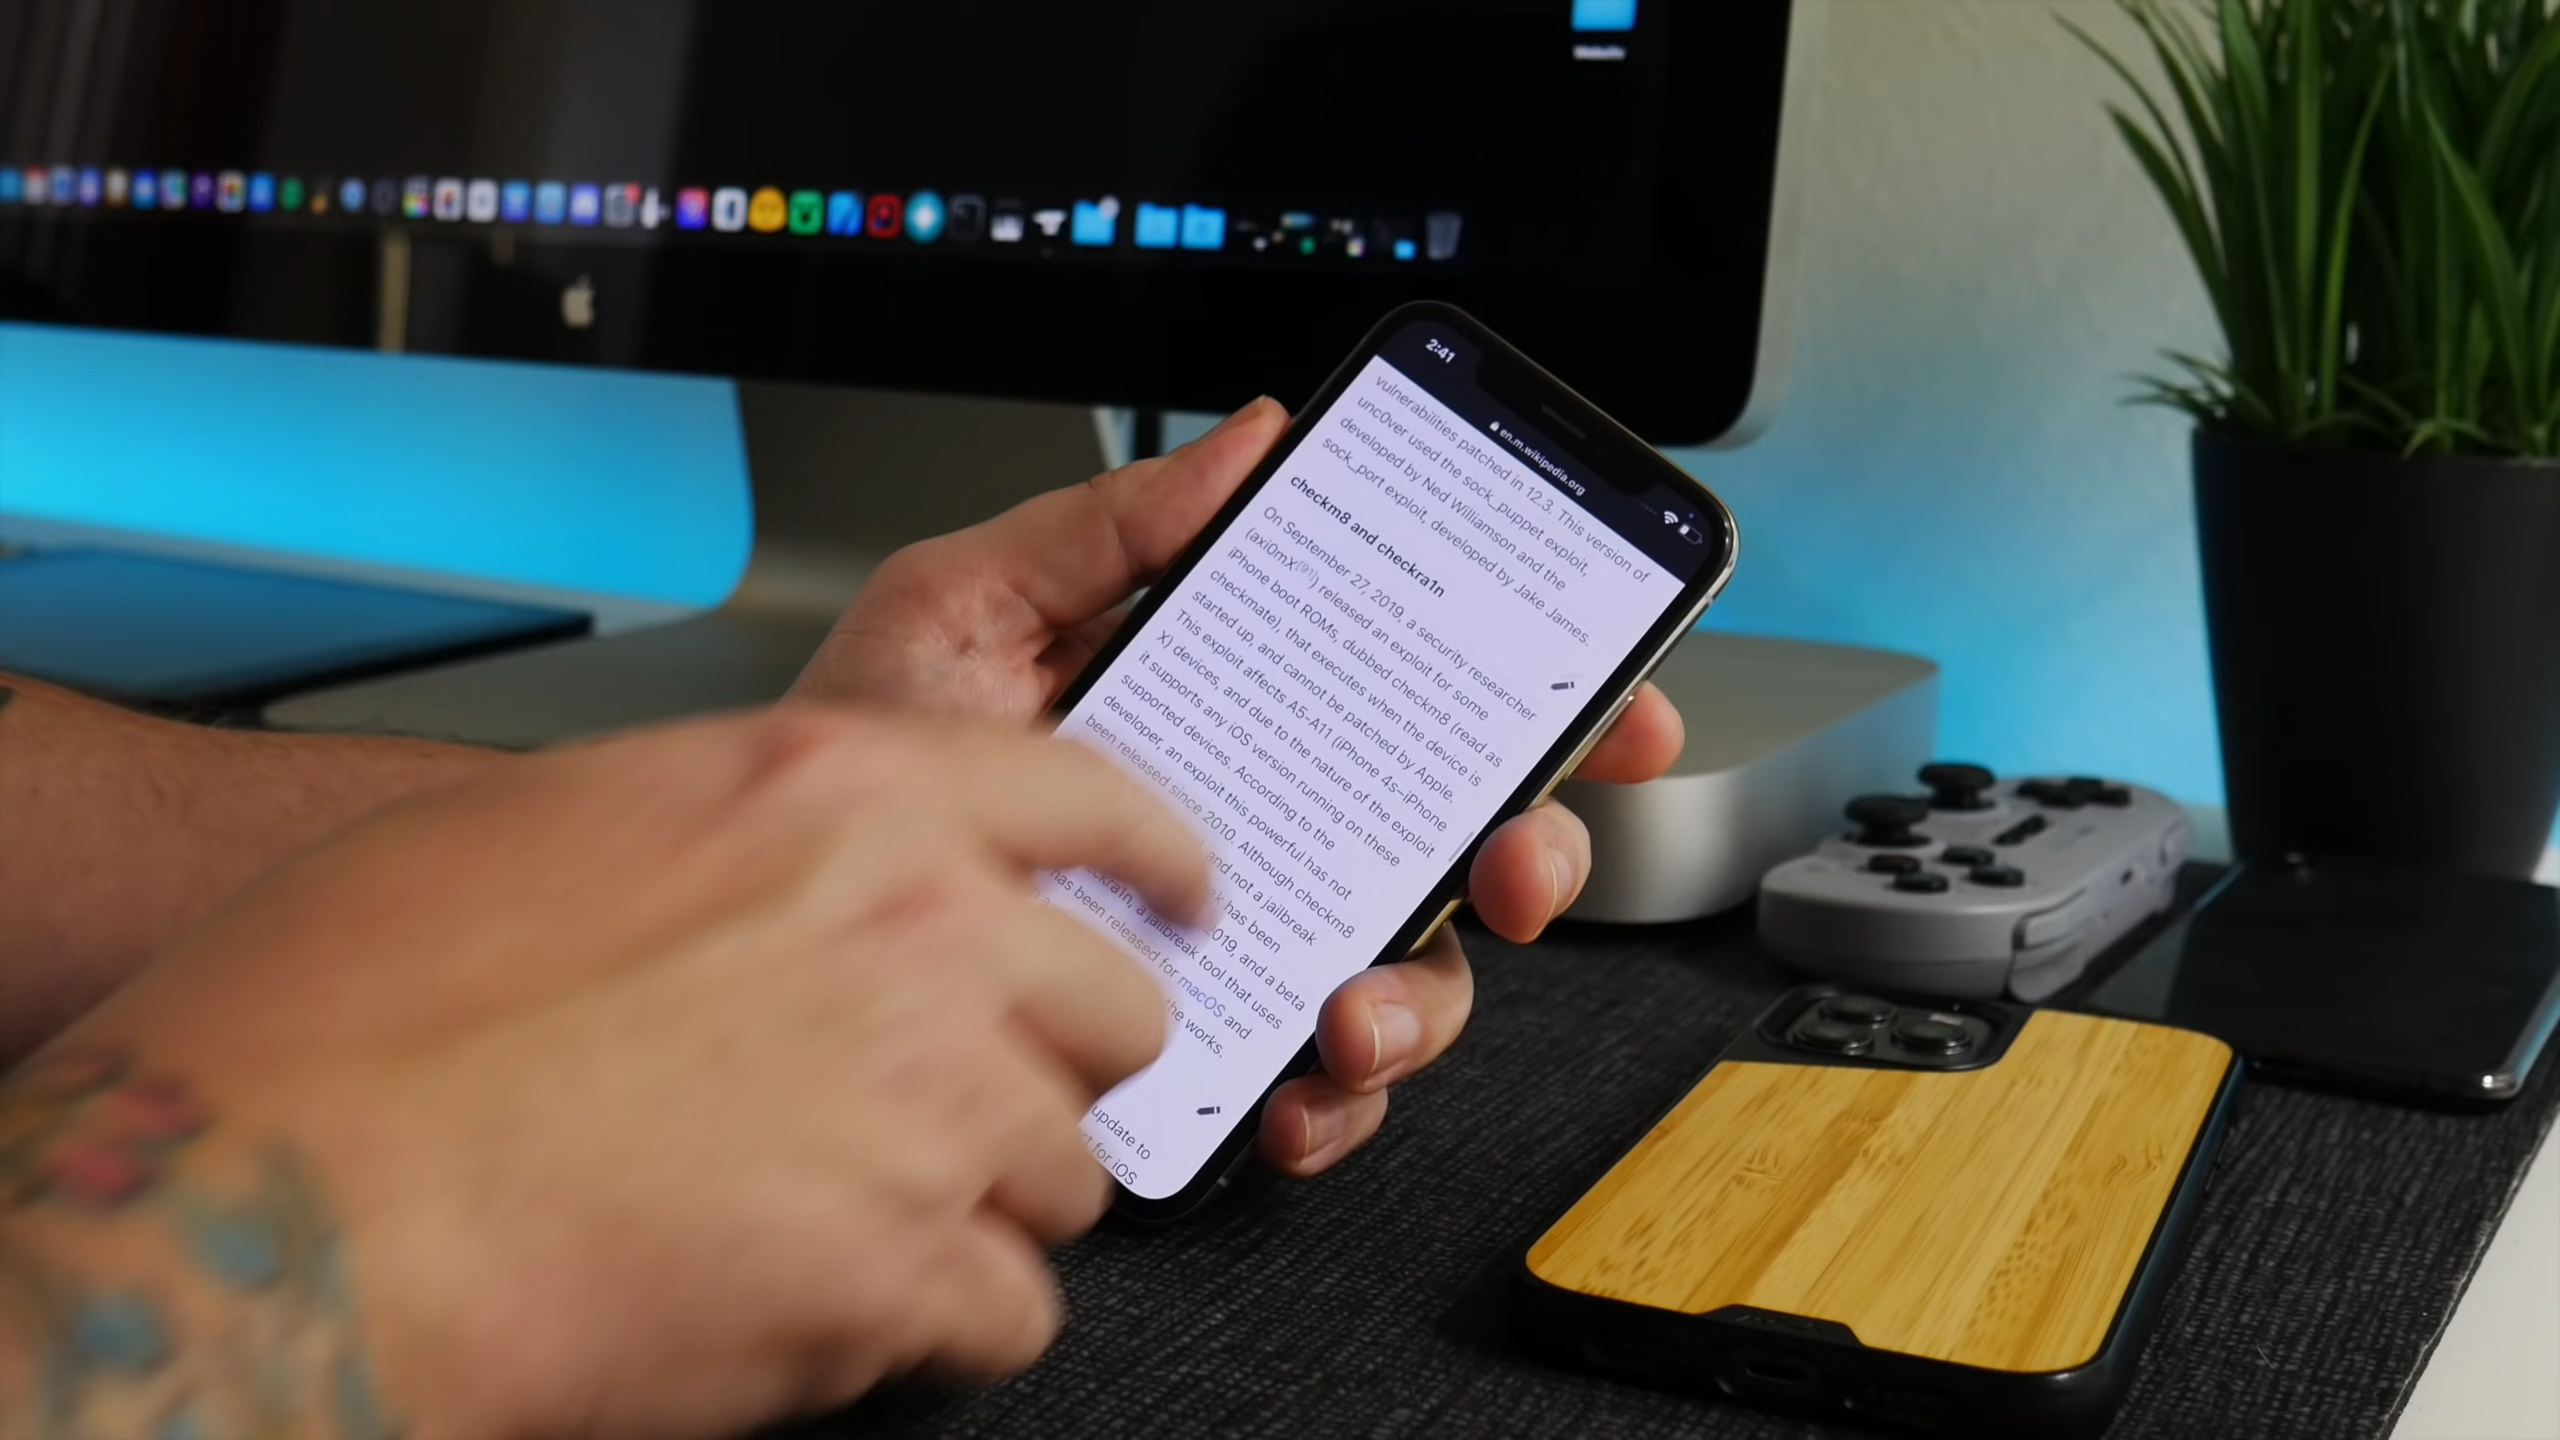 2:41
en.m.wikipedia.org
vulnerabilities patched in 12.3. This version of
unc0ver used the sock_puppet exploit,
developed by Ned Williamson and the
sock_port exploit, developed by Jake James.
checkm8 and checkra1n
On September 27, 2019, a security researcher
(axi0mX[91]) released an exploit for some
iPhone boot ROMs, dubbed checkm8 (read as
checkmate), that executes when the device is
started up, and cannot be patched by Apple.
This exploit affects A5-A11 (iPhone 4s–iPhone
X) devices, and due to the nature of the exploit
it supports any iOS version running on these
supported devices. According to the
developer, an exploit this powerful has not
been released since 2010. Although checkm8
and not a jailbreak
has been
2019, and a beta
a jailbreak tool that uses
has been released for macOS and
the works.
update to
for iOS